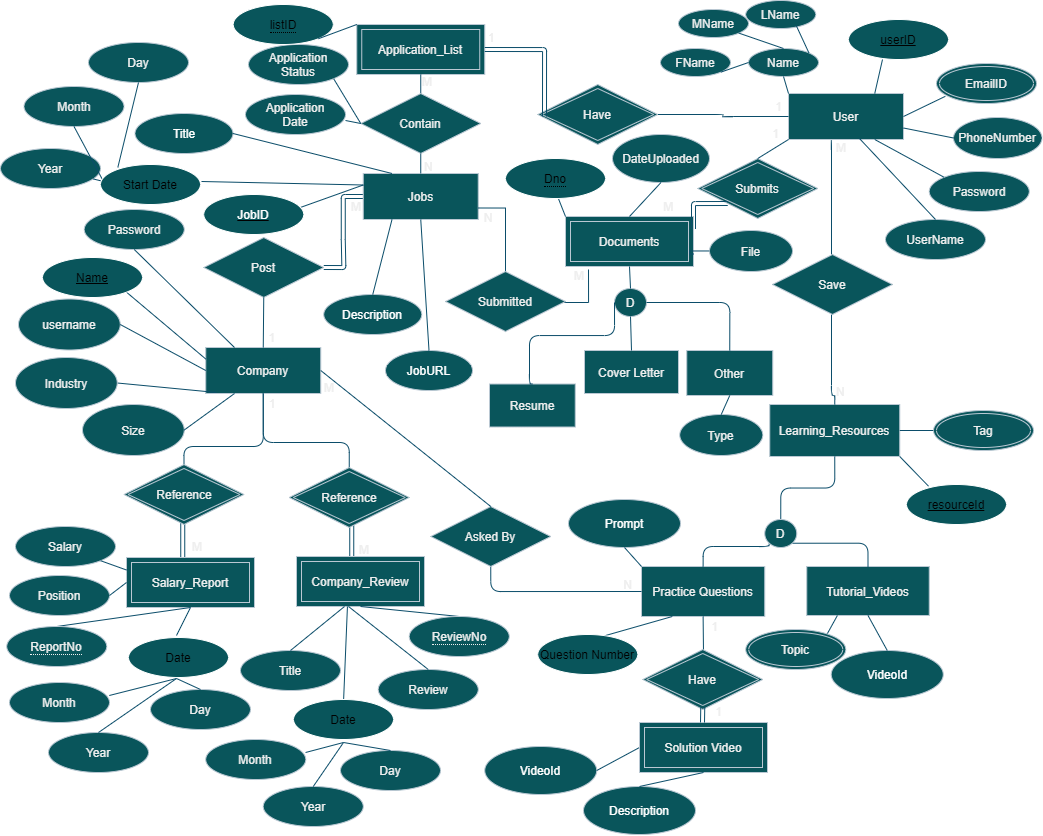 listID
Application_List
1
MName
LName
userID
Day
Application
Status
FName
Name
M
EmailID
Month
Application
Date
Contain
Have
1
User
Title
1
PhoneNumber
M
DateUploaded
Year
Start Date
N
Dno
Submits
Password
JobID
M
Jobs
N
M
Password
Documents
UserName
File
Post
Name
M
Save
Submitted
D
username
Description
1
Company
JobURL
Cover Letter
Other
Industry
M
N
1
Resume
Size
Type
Learning_Resources
Tag
Reference
Reference
resourceId
Prompt
Asked By
D
Salary
M
M
Salary_Report
Company_Review
N
Practice Questions
Tutorial_Videos
Position
ReportNo
ReviewNo
1
Date
Question Number
Topic
Title
VideoId
Review
Have
Month
Day
1
Date
Year
Month
Day
VideoId
Solution Video
Year
Description